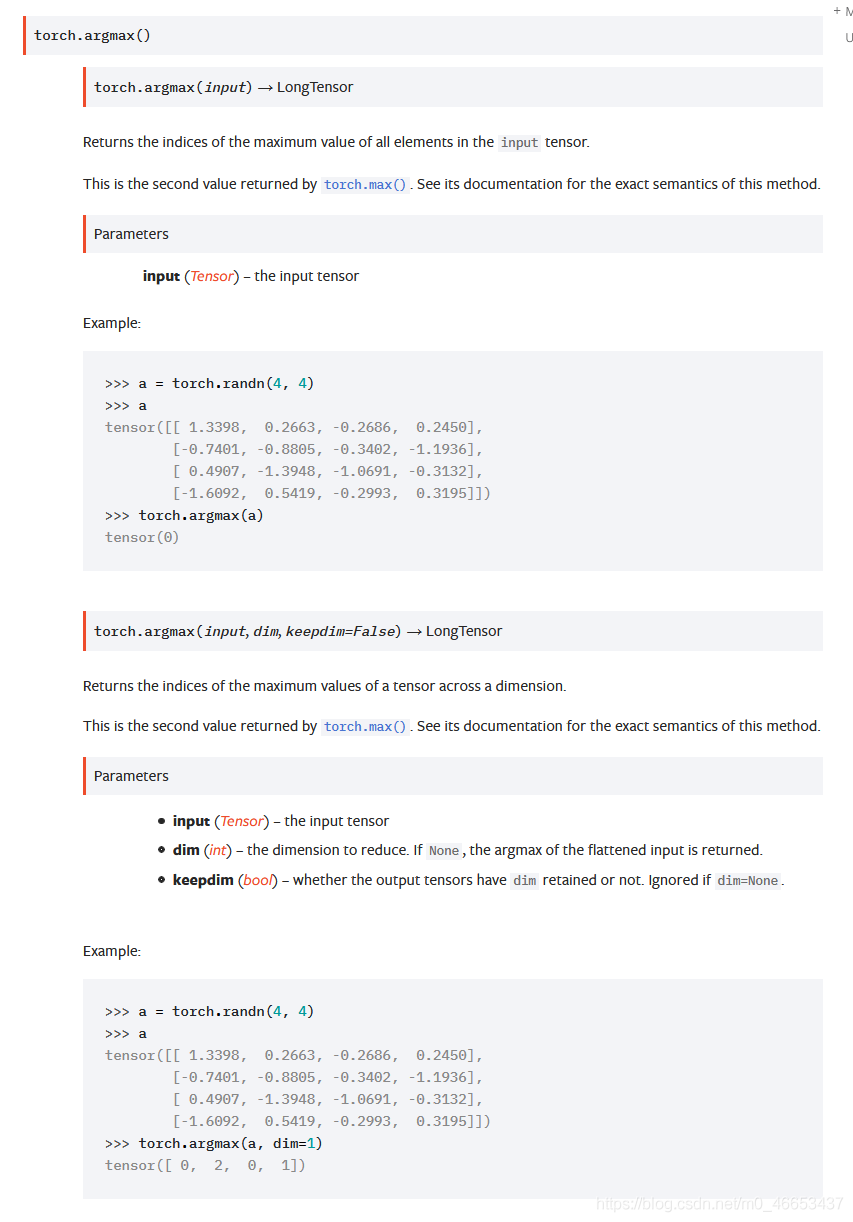 + M
U
torch.argmax()
torch.argmax(input) → LongTensor
Returns the indices of the maximum value of all elements in the input tensor.
This is the second value returned by torch.max(). See its documentation for the exact semantics of this method.
Parameters
input (Tensor) – the input tensor
Example:
>>> a = torch.randn(4, 4)
>>> a
tensor([[ 1.3398,  0.2663, -0.2686,  0.2450],
        [-0.7401, -0.8805, -0.3402, -1.1936],
        [ 0.4907, -1.3948, -1.0691, -0.3132],
        [-1.6092,  0.5419, -0.2993,  0.3195]])
>>> torch.argmax(a)
tensor(0)
torch.argmax(input, dim, keepdim=False) → LongTensor
Returns the indices of the maximum values of a tensor across a dimension.
This is the second value returned by torch.max(). See its documentation for the exact semantics of this method.
Parameters
• input (Tensor) – the input tensor
• dim (int) – the dimension to reduce. If None, the argmax of the flattened input is returned.
• keepdim (bool) – whether the output tensors have dim retained or not. Ignored if dim=None.
Example:
>>> a = torch.randn(4, 4)
>>> a
tensor([[ 1.3398,  0.2663, -0.2686,  0.2450],
        [-0.7401, -0.8805, -0.3402, -1.1936],
        [ 0.4907, -1.3948, -1.0691, -0.3132],
        [-1.6092,  0.5419, -0.2993,  0.3195]])
>>> torch.argmax(a, dim=1)
tensor([ 0,  2,  0,  1])
https://blog.csdn.net/m0_46653437